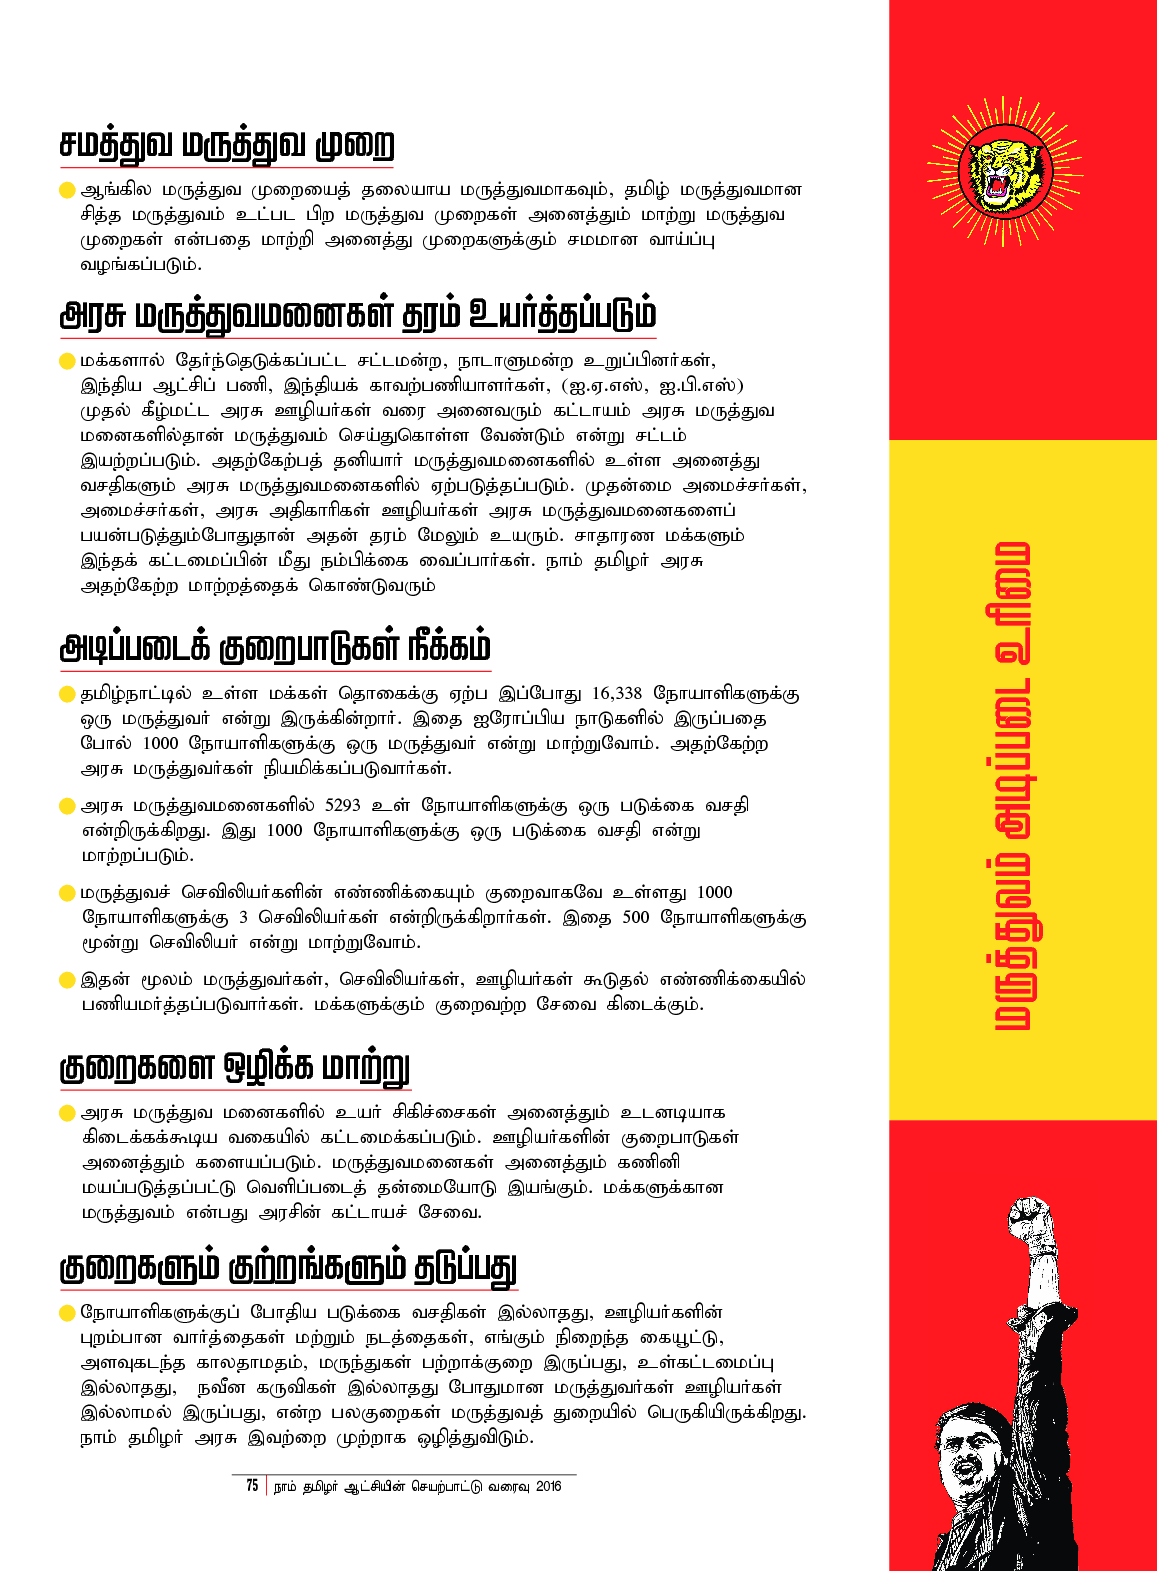 சமத்துவ மருத்துவ முறை
ஆங்கில மருத்துவ முறையைத் தலையாய மருத்துவமாகவும், தமிழ் மருத்துவமான
சித்த மருத்துவம் உட்பட பிற மருத்துவ முறைகள் அனைத்தும் மாற்று மருத்துவ
முறைகள் என்பதை மாற்றி அனைத்து முறைகளுக்கும் சமமான வாய்ப்பு
வழங்கப்படும்.
அரசு மருத்துவமனைகள் தரம் உயர்த்தப்படும்
மக்களால் தேர்ந்தெடுக்கப்பட்ட சட்டமன்ற, நாடாளுமன்ற உறுப்பினர்கள்,
இந்திய ஆட்சிப் பணி, இந்தியக் காவற்பணியாளர்கள், (ஐ.ஏ.எஸ், ஐ.பி.எஸ்)
முதல் கீழ்மட்ட அரசு ஊழியர்கள் வரை அனைவரும் கட்டாயம் அரசு மருத்துவ
மனைகளில்தான் மருத்துவம் செய்துகொள்ள வேண்டும் என்று சட்டம்
இயற்றப்படும். அதற்கேற்பத் தனியார் மருத்துவமனைகளில் உள்ள அனைத்து
வசதிகளும் அரசு மருத்துவமனைகளில் ஏற்படுத்தப்படும். முதன்மை அமைச்சர்கள்,
அமைச்சர்கள், அரசு அதிகாரிகள் ஊழியர்கள் அரசு மருத்துவமனைகளைப்
பயன்படுத்தும்போதுதான் அதன் தரம் மேலும் உயரும். சாதாரண மக்களும்
இந்தக் கட்டமைப்பின் மீது நம்பிக்கை வைப்பார்கள். நாம் தமிழர் அரசு
அதற்கேற்ற மாற்றத்தைக் கொண்டுவரும்
அடிப்படைக் குறைபாடுகள் நீக்கம்
தமிழ்நாட்டில் உள்ள மக்கள் தொகைக்கு ஏற்ப இப்போது 16,338 நோயாளிகளுக்கு
ஒரு மருத்துவர் என்று இருக்கின்றார். இதை ஐரோப்பிய நாடுகளில் இருப்பதை
போல் 1000 நோயாளிகளுக்கு ஒரு மருத்துவர் என்று மாற்றுவோம். அதற்கேற்ற
அரசு மருத்துவர்கள் நியமிக்கப்படுவார்கள்.
அரசு மருத்துவமனைகளில் 5293 உள் நோயாளிகளுக்கு ஒரு படுக்கை வசதி
என்றிருக்கிறது. இது 1000 நோயாளிகளுக்கு ஒரு படுக்கை வசதி என்று
மாற்றப்படும்.
மருத்துவச் செவிலியர்களின் எண்ணிக்கையும் குறைவாகவே உள்ளது 1000
நோயாளிகளுக்கு 3 செவிலியர்கள் என்றிருக்கிறார்கள். இதை 500 நோயாளிகளுக்கு
மூன்று செவிலியர் என்று மாற்றுவோம்.
இதன் மூலம் மருத்துவர்கள், செவிலியர்கள், ஊழியர்கள் கூடுதல் எண்ணிக்கையில்
பணியமர்த்தப்படுவார்கள். மக்களுக்கும் குறைவற்ற சேவை கிடைக்கும்.
குறைகளை ஒழிக்க மாற்று
அரசு மருத்துவ மனைகளில் உயர் சிகிச்சைகள் அனைத்தும் உடனடியாக
கிடைக்கக்கூடிய வகையில் கட்டமைக்கப்படும். ஊழியர்களின் குறைபாடுகள்
அனைத்தும் களையப்படும். மருத்துவமனைகள் அனைத்தும் கணினி
மயப்படுத்தப்பட்டு வெளிப்படைத் தன்மையோடு இயங்கும். மக்களுக்கான
மருத்துவம் என்பது அரசின் கட்டாயச் சேவை.
குறைகளும் குற்றங்களும் தடுப்பது
நோயாளிகளுக்குப் போதிய படுக்கை வசதிகள் இல்லாதது, ஊழியர்களின்
புறம்பான வார்த்தைகள் மற்றும் நடத்தைகள், எங்கும் நிறைந்த கையூட்டு,
அளவுகடந்த காலதாமதம், மருந்துகள் பற்றாக்குறை இருப்பது, உள்கட்டமைப்பு
இல்லாதது, நவீன கருவிகள் இல்லாதது போதுமான மருத்துவர்கள் ஊழியர்கள்
இல்லாமல் இருப்பது, என்ற பலகுறைகள் மருத்துவத் துறையில் பெருகியிருக்கிறது.
நாம் தமிழர் அரசு இவற்றை முற்றாக ஒழித்துவிடும்.
75 நாம் தமிழர் ஆட்சியின் செயற்பாட்டு வரைவு 2016
மருத்துவம் அடிப்படை உரிமை